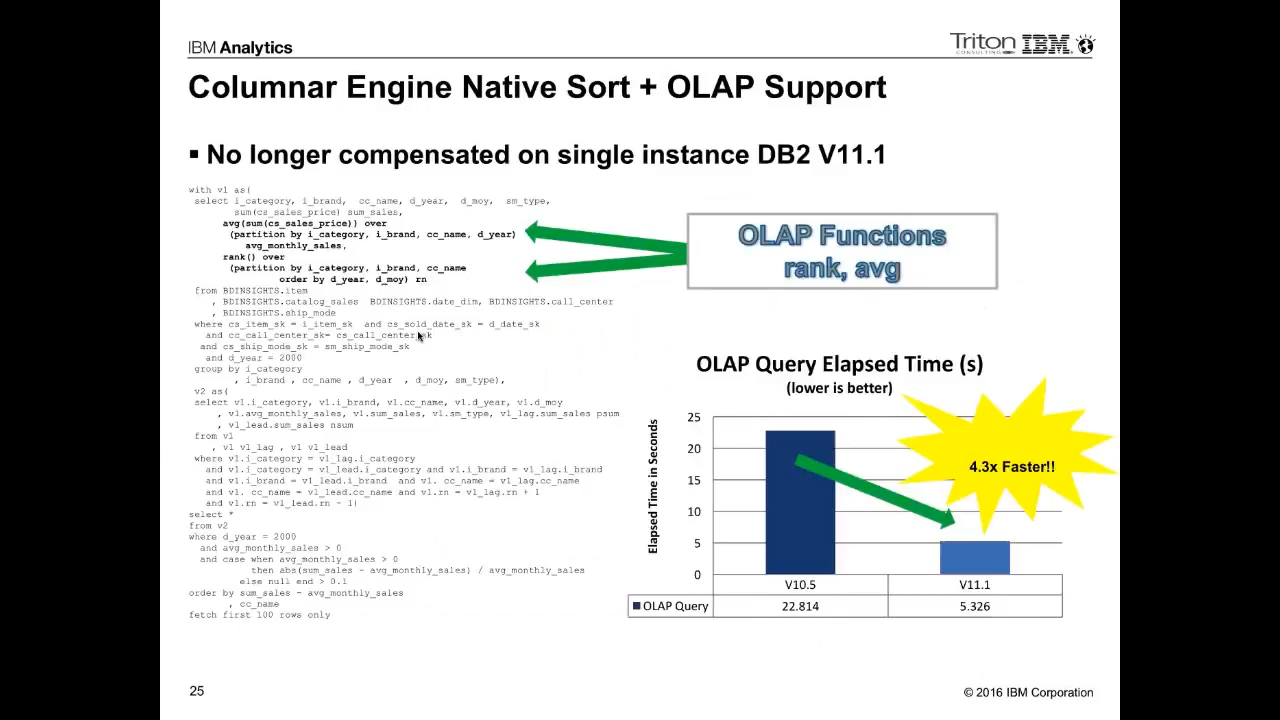 IBM Analytics
Triton
CONSULTING
IBM
Columnar Engine Native Sort + OLAP Support
▪ No longer compensated on single instance DB2 V11.1
with v1 as(
select i_category, i_brand, cc_name, d_year, d_moy, sm_type,
sum(cs_sales_price) sum_sales,
avg(sum(cs_sales_price)) over
(partition by i_category, i_brand, cc_name, d_year)
avg_monthly_sales,
rank() over
(partition by i_category, i_brand, cc_name
order by d_year, d_moy) rn
from BDINSIGHTS.item
, BDINSIGHTS.catalog_sales BDINSIGHTS.date_dim, BDINSIGHTS.call_center
, BDINSIGHTS.ship_mode
where cs_item_sk = i_item_sk and cs_sold_date_sk = d_date_sk
and cc_call_center_sk= cs_call_center_sk
and cs_ship_mode_sk = sm_ship_mode_sk
and d_year = 2000
group by i_category
, i_brand , cc_name , d_year , d_moy, sm_type),
v2 as(
select v1.i_category, v1.i_brand, v1.cc_name, v1.d_year, v1.d_moy
, v1.avg_monthly_sales, v1.sum_sales, v1.sm_type, v1_lag.sum_sales psum
, v1_lead.sum_sales nsum
from v1
, v1 v1_lag , v1 v1_lead
where v1.i_category = v1_lag.i_category
and v1.i_category = v1_lead.i_category and v1.i_brand = v1_lag.i_brand
and v1.i_brand = v1_lead.i_brand and v1. cc_name = v1_lag.cc_name
and v1. cc_name = v1_lead.cc_name and v1.rn = v1_lag.rn + 1
and v1.rn = v1_lead.rn - 1)
select *
from v2
where d_year = 2000
and avg_monthly_sales > 0
and case when avg_monthly_sales > 0
then abs(sum_sales - avg_monthly_sales) / avg_monthly_sales
else null end > 0.1
order by sum_sales - avg_monthly_sales
, cc_name
fetch first 100 rows only
OLAP Functions
rank, avg
OLAP Query Elapsed Time (s)
(lower is better)
Elapsed Time in Seconds
25
20
15
10
5
0
4.3x Faster!!
V10.5 V11.1
OLAP Query 22.814 5.326
25
© 2016 IBM Corporation